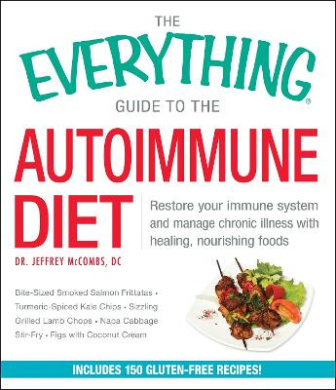 THE
EVERYTHING®
GUIDE TO THE
AUTOIMMUNE
DIET
Restore your immune system
and manage chronic illness with
healing, nourishing foods
DR. JEFFREY McCOMBS, DC
Bite-Sized Smoked Salmon Frittatas •
Turmeric-Spiced Kale Chips • Sizzling
Grilled Lamb Chops • Napa Cabbage
Stir-Fry • Figs with Coconut Cream
INCLUDES 150 GLUTEN-FREE RECIPES!